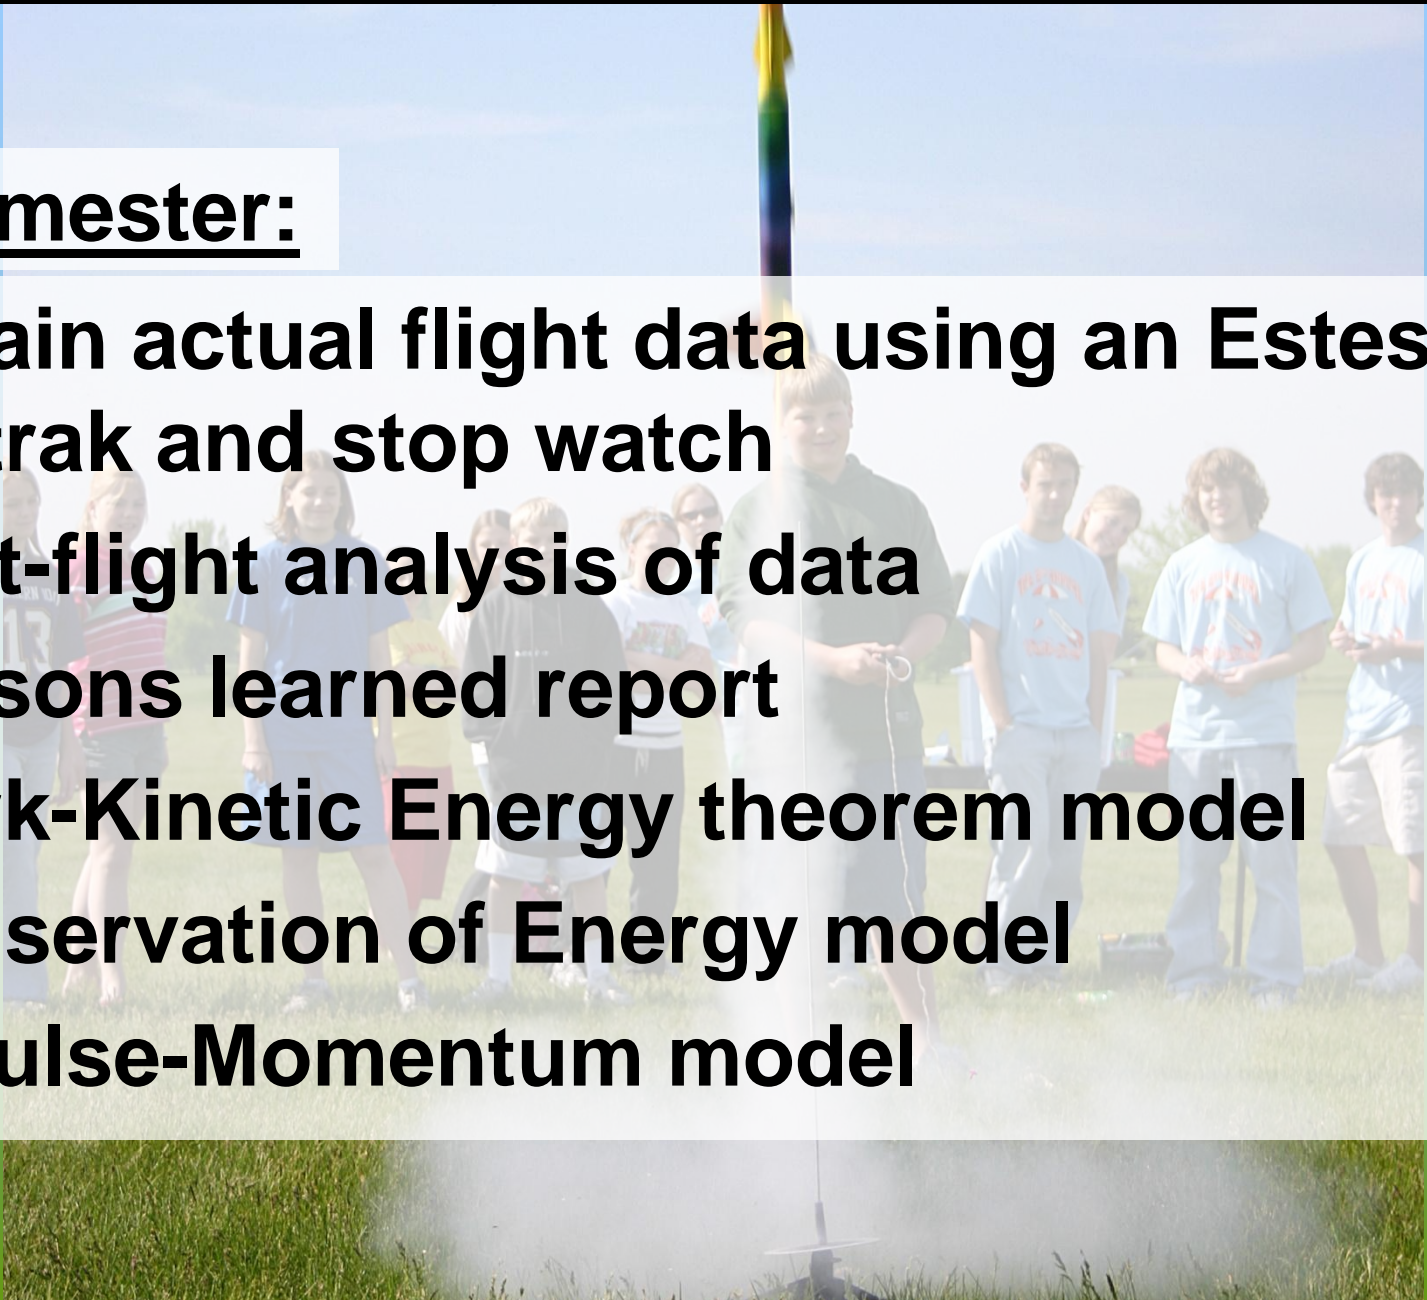 mester:
ain actual flight data using an Estes
trak and stop watch
t-flight analysis of data
sons learned report
k-Kinetic Energy theorem model
servation of Energy model
ulse-Momentum model
13